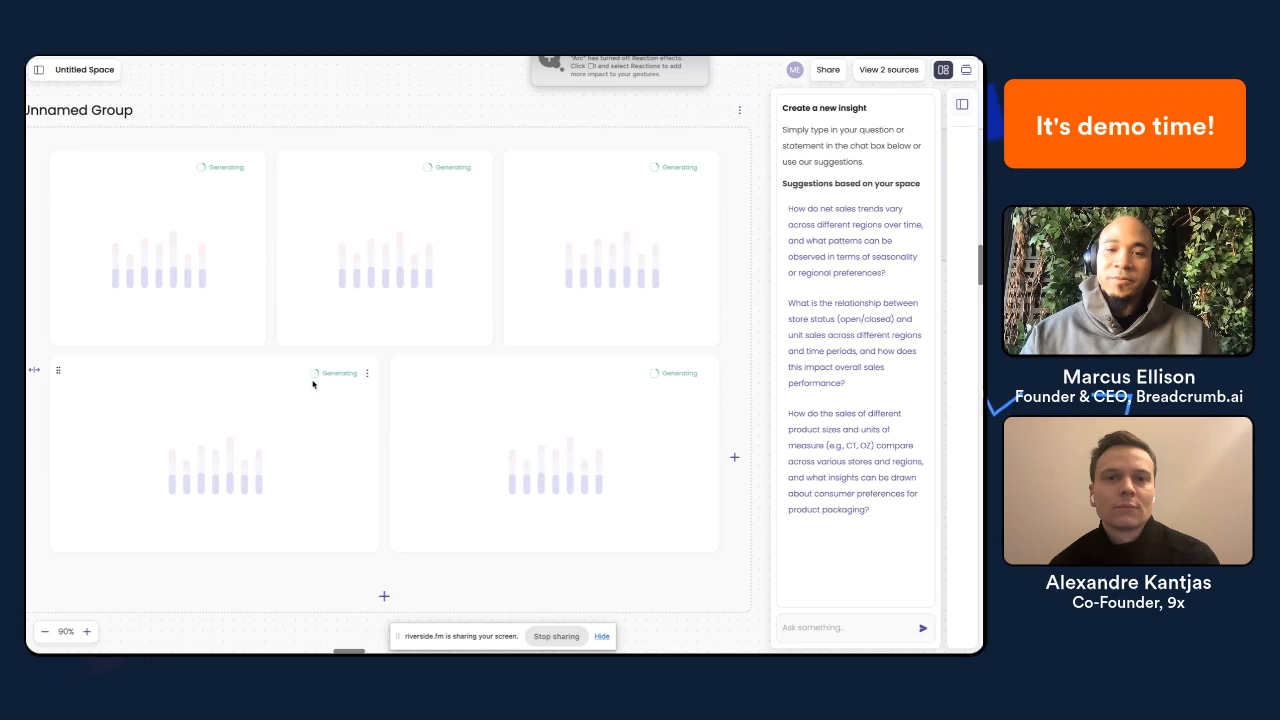 Untitled Space
"Arc" has turned off Reaction effects.
Click and select Reactions to add
more impact to your gestures.
ME
Share
View 2 sources
Unnamed Group
Generating
Generating
Generating
Generating
Generating
Create a new insight
Simply type in your question or
statement in the chat box below or
use our suggestions.
Suggestions based on your space
How do net sales trends vary
across different regions over time,
and what patterns can be
observed in terms of seasonality
or regional preferences?
What is the relationship between
store status (open/closed) and
unit sales across different regions
and time periods, and how does
this impact overall sales
performance?
How do the sales of different
product sizes and units of
measure (e.g., CT, OZ) compare
across various stores and regions,
and what insights can be drawn
about consumer preferences for
product packaging?
Ask something...
90%
riverside.fm is sharing your screen.
Stop sharing
Hide
It's demo time!
Marcus Ellison
Founder & CEO, Breadcrumb.ai
Alexandre Kantjas
Co-Founder, 9x